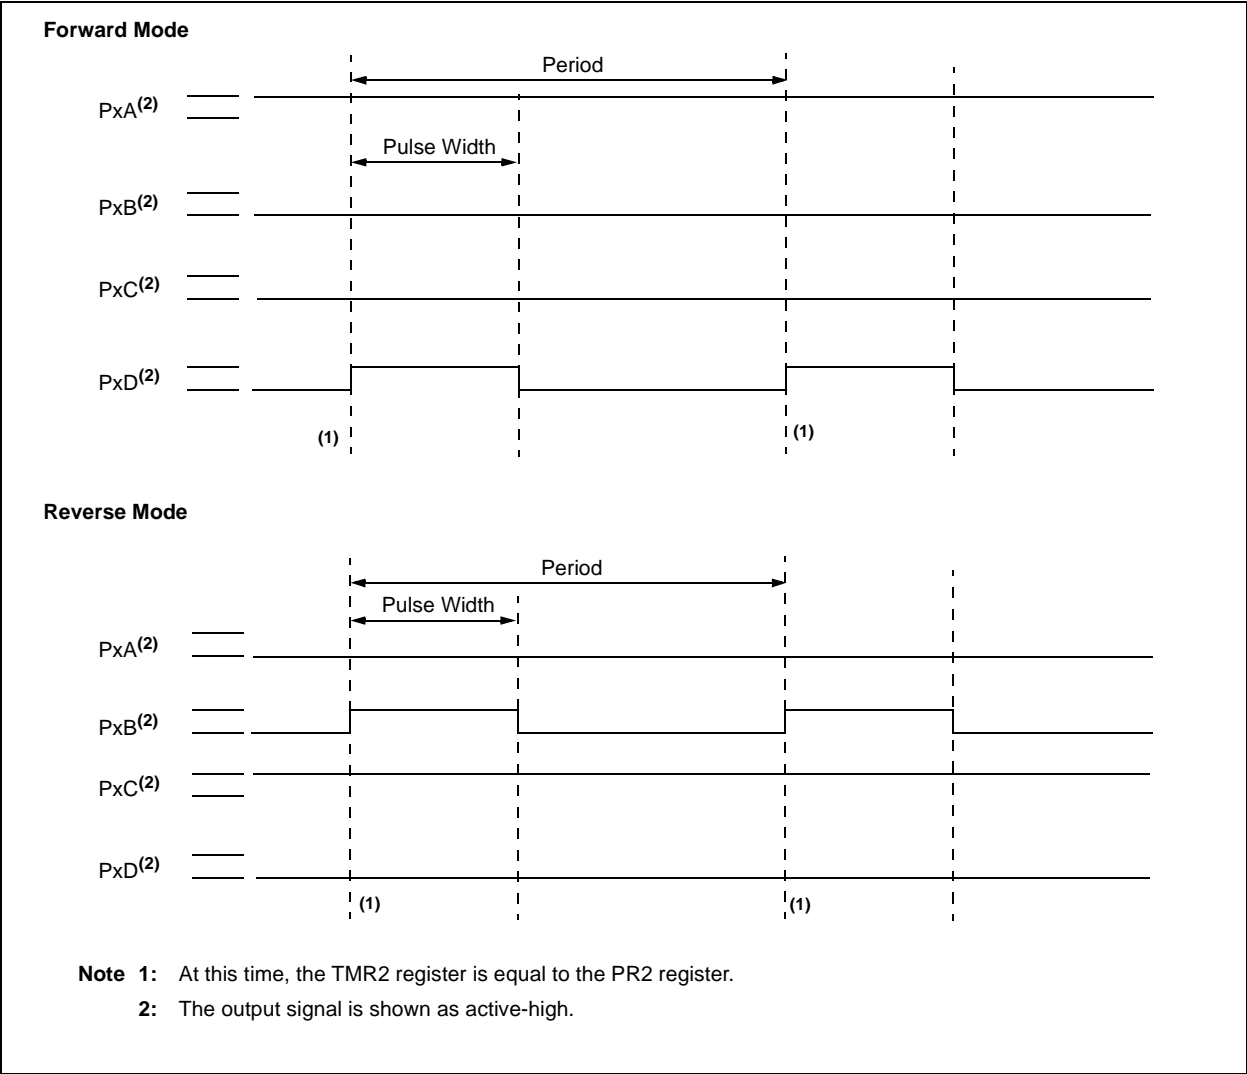 Forward Mode
Period
PxA(2)
Pulse Width
PxB(2)
PxC(2)
PxD(2)
(1)
(1)
Reverse Mode
Period
Pulse Width
PxA(2)
PxB(2)
PxC(2)
PxD(2)
(1)
(1)
Note 1: At this time, the TMR2 register is equal to the PR2 register.
2: The output signal is shown as active-high.